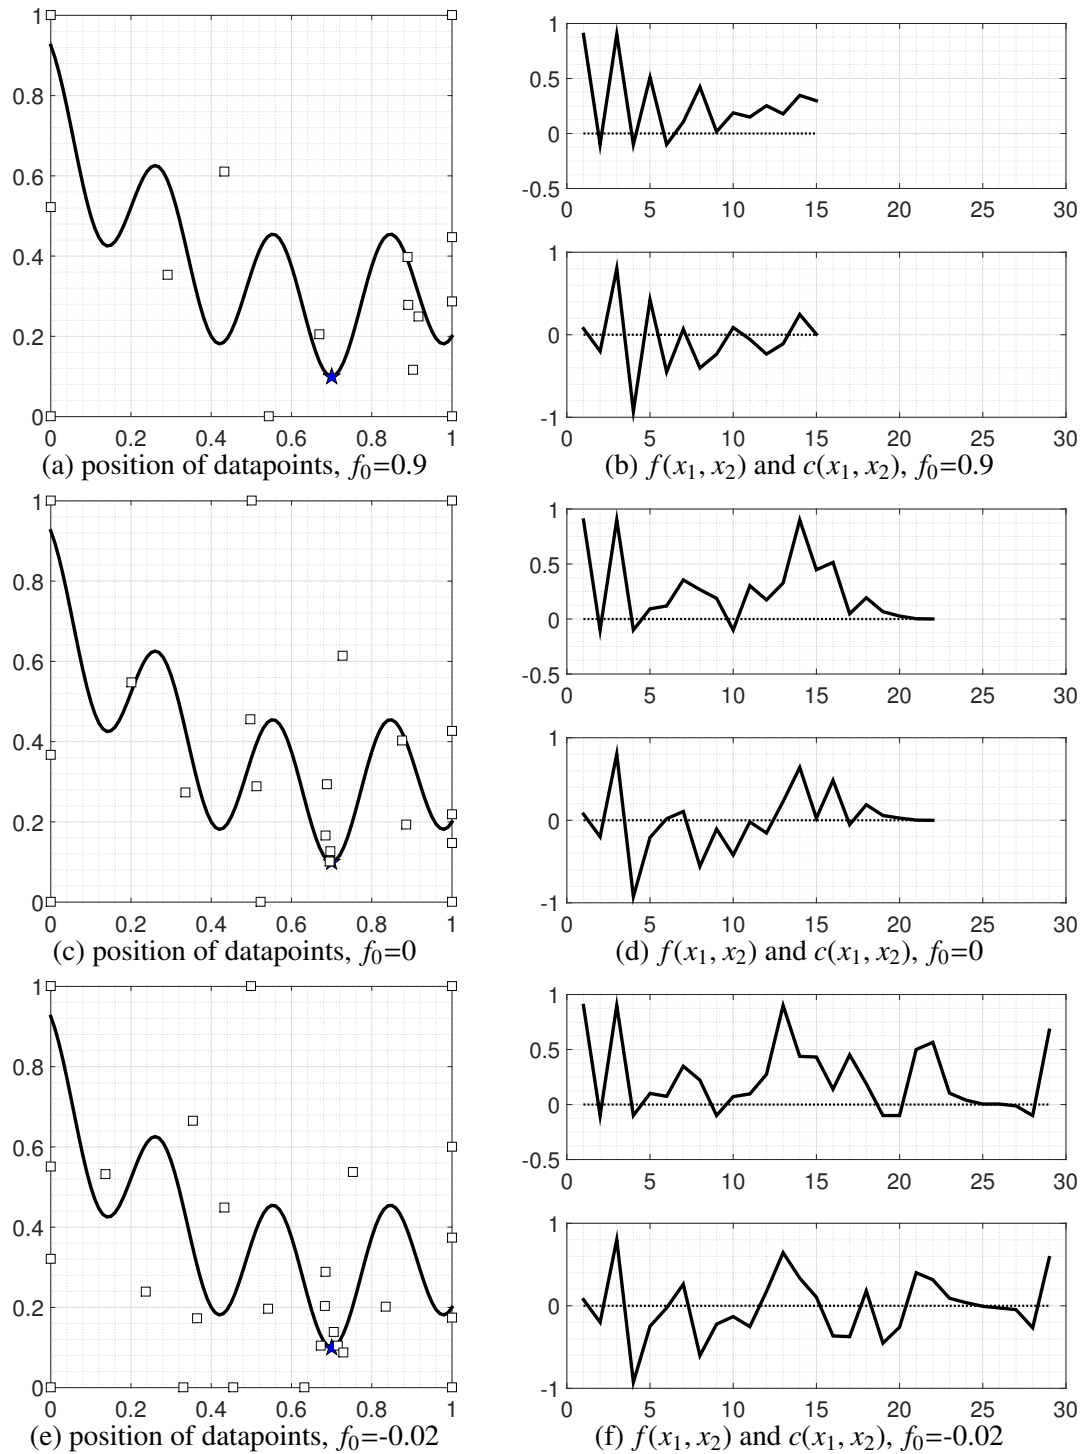 1
0.8
0.6
0.4
0.2
0
0 0.2 0.4 0.6 0.8 1
(a) position of datapoints, f₀=0.9
1
0.5
0
-0.5
0 5 10 15 20 25 30
1
0
-1
0 5 10 15 20 25 30
(b) f(x₁, x₂) and c(x₁, x₂), f₀=0.9
1
0.8
0.6
0.4
0.2
0
0 0.2 0.4 0.6 0.8 1
(c) position of datapoints, f₀=0
1
0.5
0
-0.5
0 5 10 15 20 25 30
1
0
-1
0 5 10 15 20 25 30
(d) f(x₁, x₂) and c(x₁, x₂), f₀=0
1
0.8
0.6
0.4
0.2
0
0 0.2 0.4 0.6 0.8 1
(e) position of datapoints, f₀=-0.02
1
0.5
0
-0.5
0 5 10 15 20 25 30
1
0
-1
0 5 10 15 20 25 30
(f) f(x₁, x₂) and c(x₁, x₂), f₀=-0.02